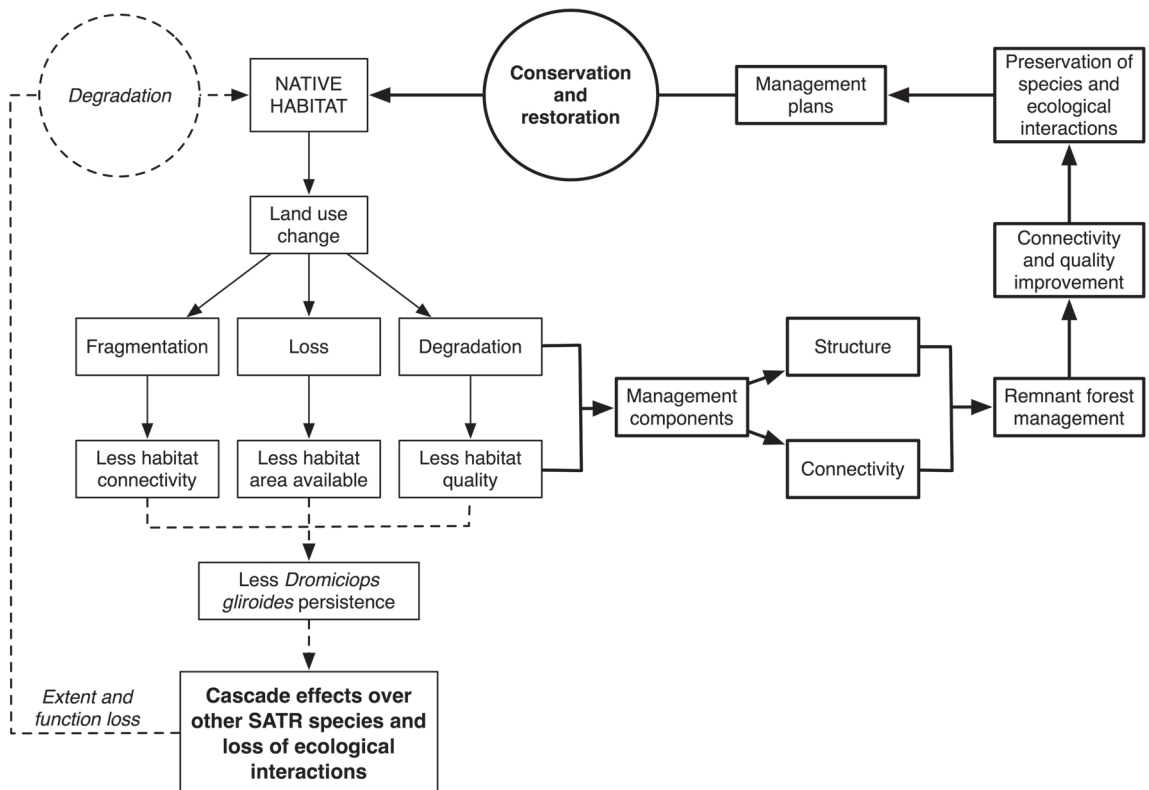 Degradation
NATIVE
HABITAT
Conservation
and
restoration
Management
plans
Preservation of
species and
ecological
interactions
Land use
change
Connectivity
and quality
improvement
Fragmentation
Loss
Degradation
Structure
Management
components
Remnant forest
management
Less habitat
connectivity
Less habitat
area available
Less habitat
quality
Connectivity
Less Dromiciops
gliroides persistence
Extent and
function loss
Cascade effects over
other SATR species and
loss of ecological
interactions